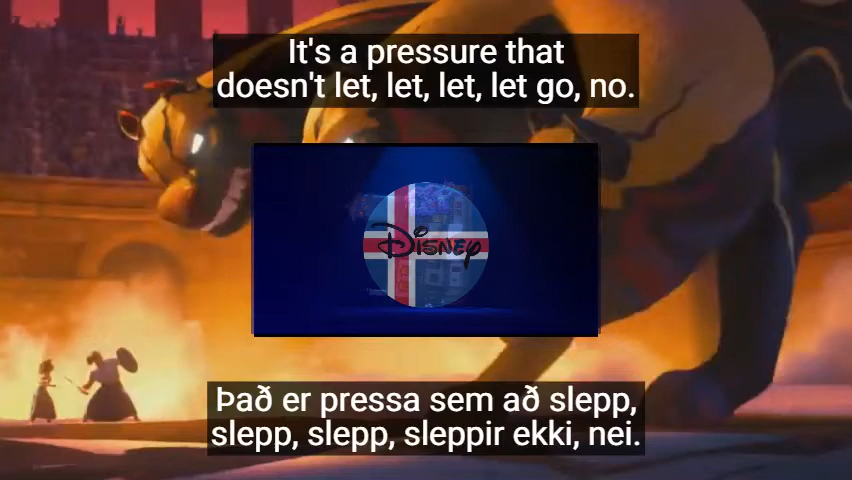 It's a pressure that
doesn't let, let, let, let go, no.
Disney
Það er pressa sem að slepp,
slepp, slepp, sleppir ekki, nei.